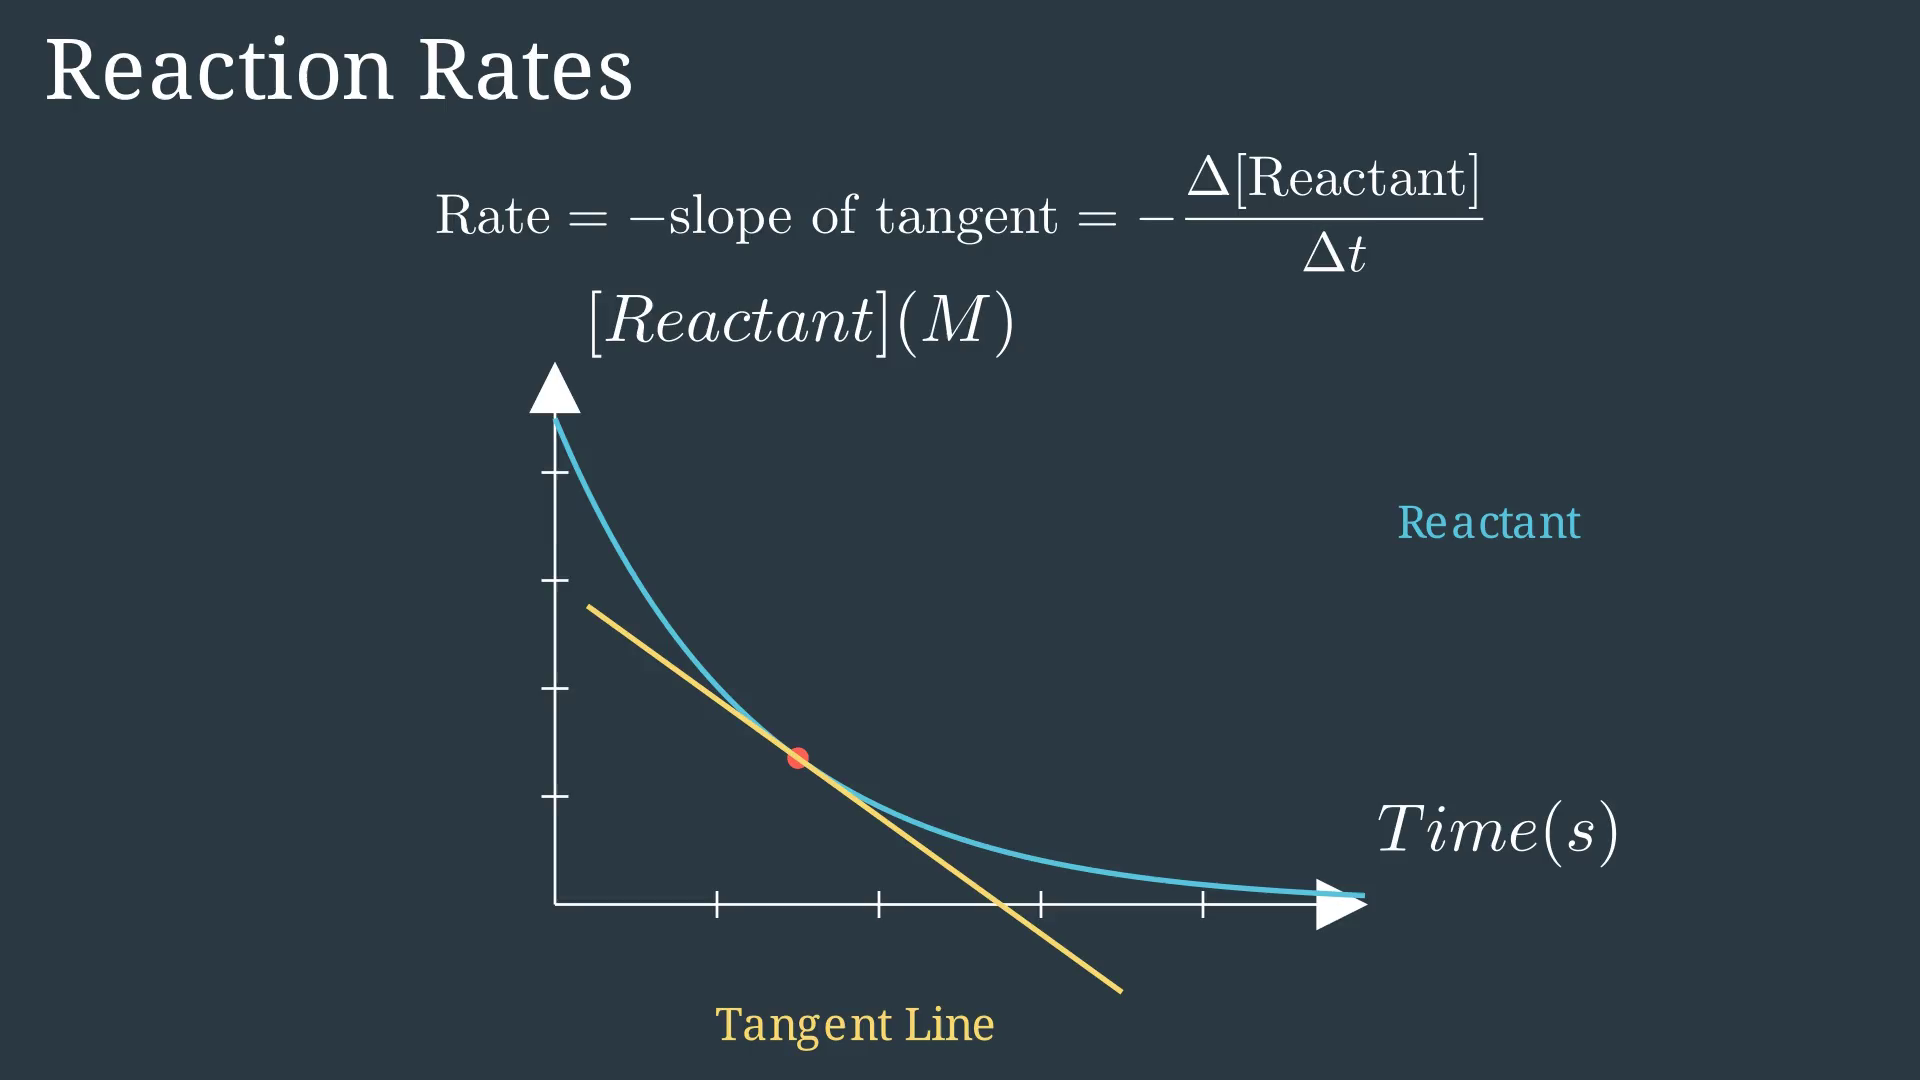 Reaction Rates
Rate = −slope of tangent = −Δ[Reactant]/Δt
[Reactant](M)
Reactant
Time(s)
Tangent Line